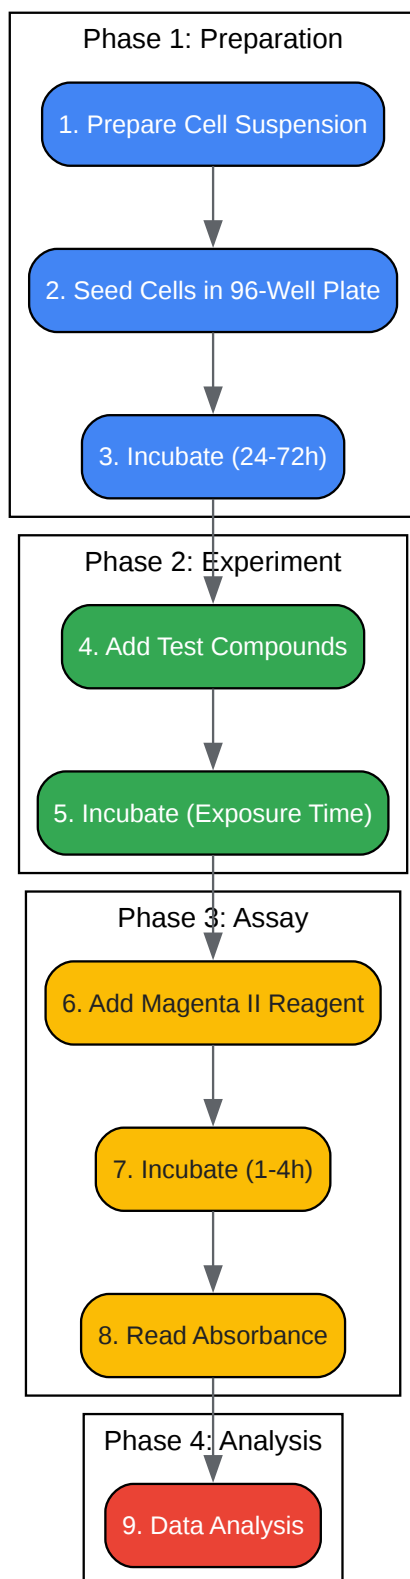 Phase 1: Preparation
1. Prepare Cell Suspension
2. Seed Cells in 96-Well Plate
3. Incubate (24-72h)
Phase 2: Experiment
4. Add Test Compounds
5. Incubate (Exposure Time)
Phase 3: Assay
6. Add Magenta II Reagent
7. Incubate (1-4h)
8. Read Absorbance
Phase 4: Analysis
9. Data Analysis